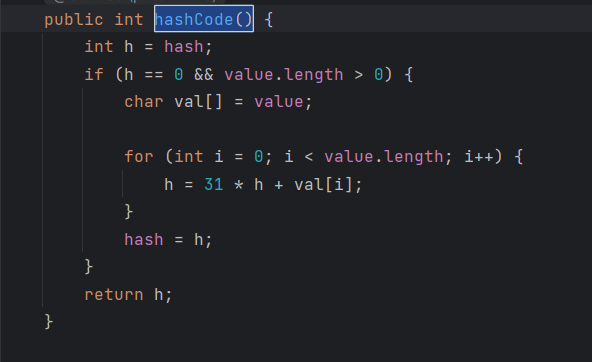 public int hashCode() {
int h = hash;
if (h == 0 && value.length > 0) {
char val[] = value;
for (int i = 0; i < value.length; i++) {
h = 31 * h + val[i];
}
hash = h;
}
return h;
}